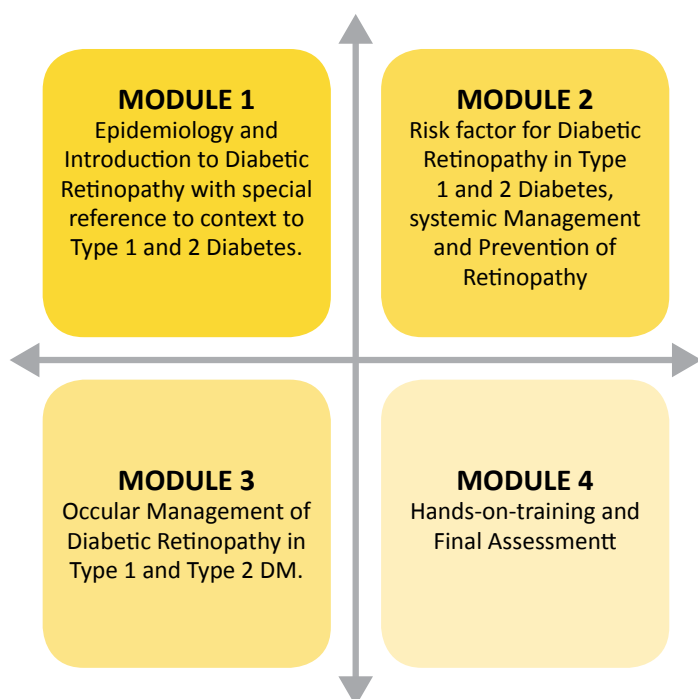 MODULE 1
Epidemiology and
Introduction to Diabetic
Retinopathy with special
reference to context to
Type 1 and 2 Diabetes.
MODULE 2
Risk factor for Diabetic
Retinopathy in Type
1 and 2 Diabetes,
systemic Management
and Prevention of
Retinopathy
MODULE 3
Occular Management of
Diabetic Retinopathy in
Type 1 and Type 2 DM.
MODULE 4
Hands-on-training and
Final Assessmentt